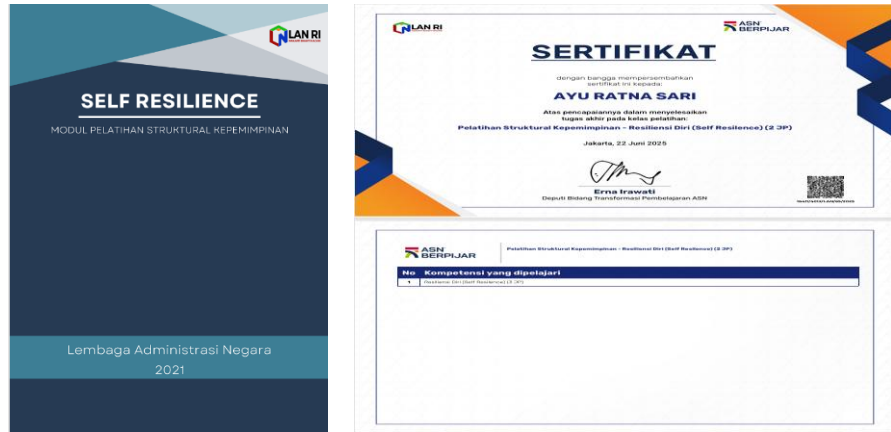 LAN RI
SELF RESILIENCE
MODUL PELATIHAN STRUKTURAL KEPEMIMPINAN
Lembaga Administrasi Negara
2021
LAN RI
ASN
BERPIJAR
SERTIFIKAT
dengan bangga mempersembahkan
sertifikat ini kepada:
AYU RATNA SARI
Atas pencapaiannya dalam menyelesaikan
tugas akhir pada kelas pelatihan:
Pelatihan Struktural Kepemimpinan - Resiliensi Diri (Self Resilence) (2 JP)
Jakarta, 22 Juni 2025
Erna Irawati
Deputi Bidang Transformasi Pembelajaran ASN
ASN
BERPIJAR
Pelatihan Struktural Kepemimpinan - Resiliensi Diri (Self Resilence) (2 JP)
No Kompetensi yang dipelajari
1 Resiliensi Diri (Self Resilence) (2 JP)